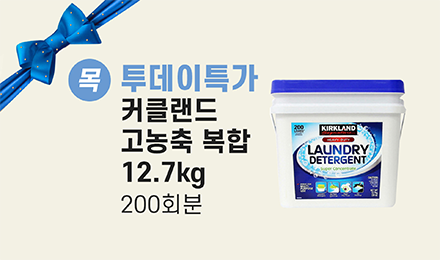 목 투데이특가
커클랜드
고농축 복합
12.7kg
200회분
200
KIRKLAND
LAUNDRY
DETERGENT